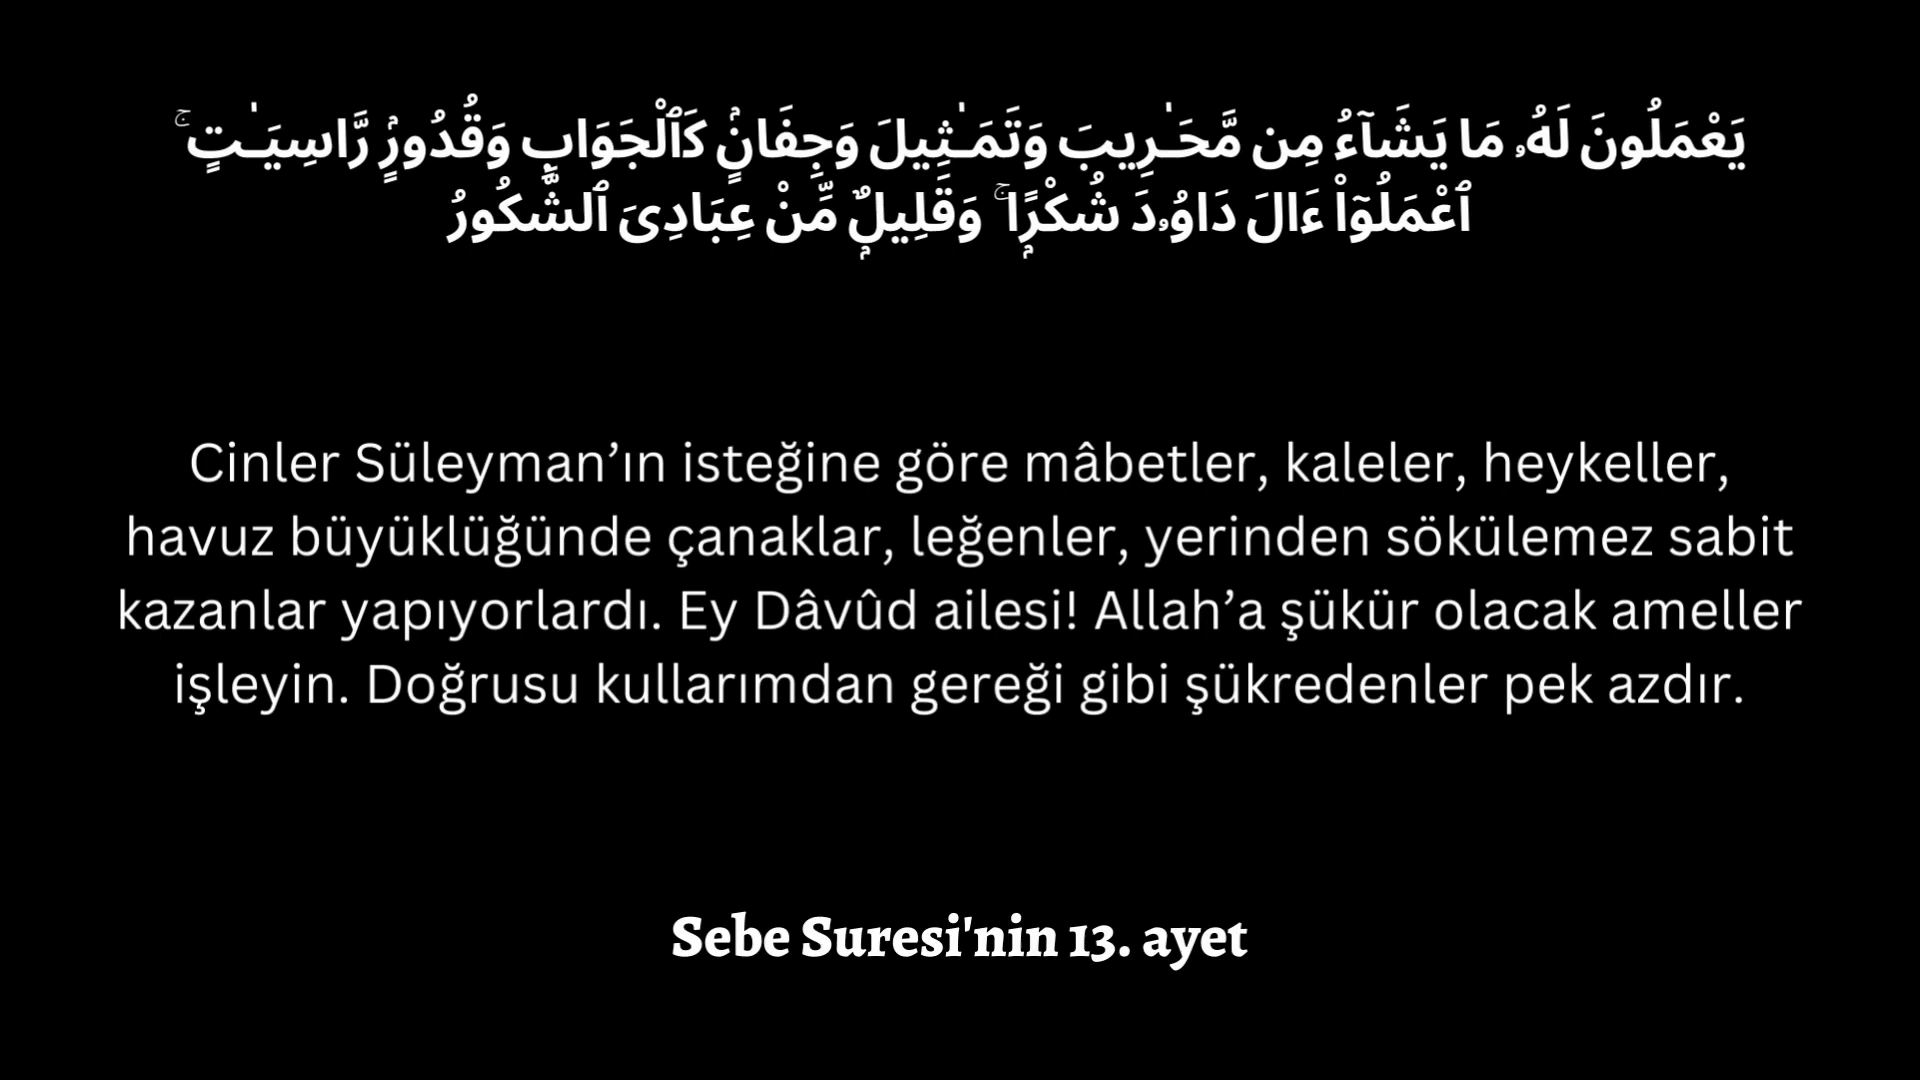 يَعْمَلُونَ لَهُۥ مَا يَشَآءُ مِن مَّحَـٰرِيبَ وَتَمَـٰثِيلَ وَجِفَانٍۢ كَٱلْجَوَابِ وَقُدُورٍۢ رَّاسِيَـٰتٍ ۚ
ٱعْمَلُوٓا۟ ءَالَ دَاوُۥدَ شُكْرًۭا ۚ وَقَلِيلٌۭ مِّنْ عِبَادِىَ ٱلشَّكُورُ
Cinler Süleyman’ın isteğine göre mâbetler, kaleler, heykeller,
havuz büyüklüğünde çanaklar, leğenler, yerinden sökülemez sabit
kazanlar yapıyorlardı. Ey Dâvûd ailesi! Allah’a şükür olacak ameller
işleyin. Doğrusu kullarımdan gereği gibi şükredenler pek azdır.
Sebe Suresi'nin 13. ayet